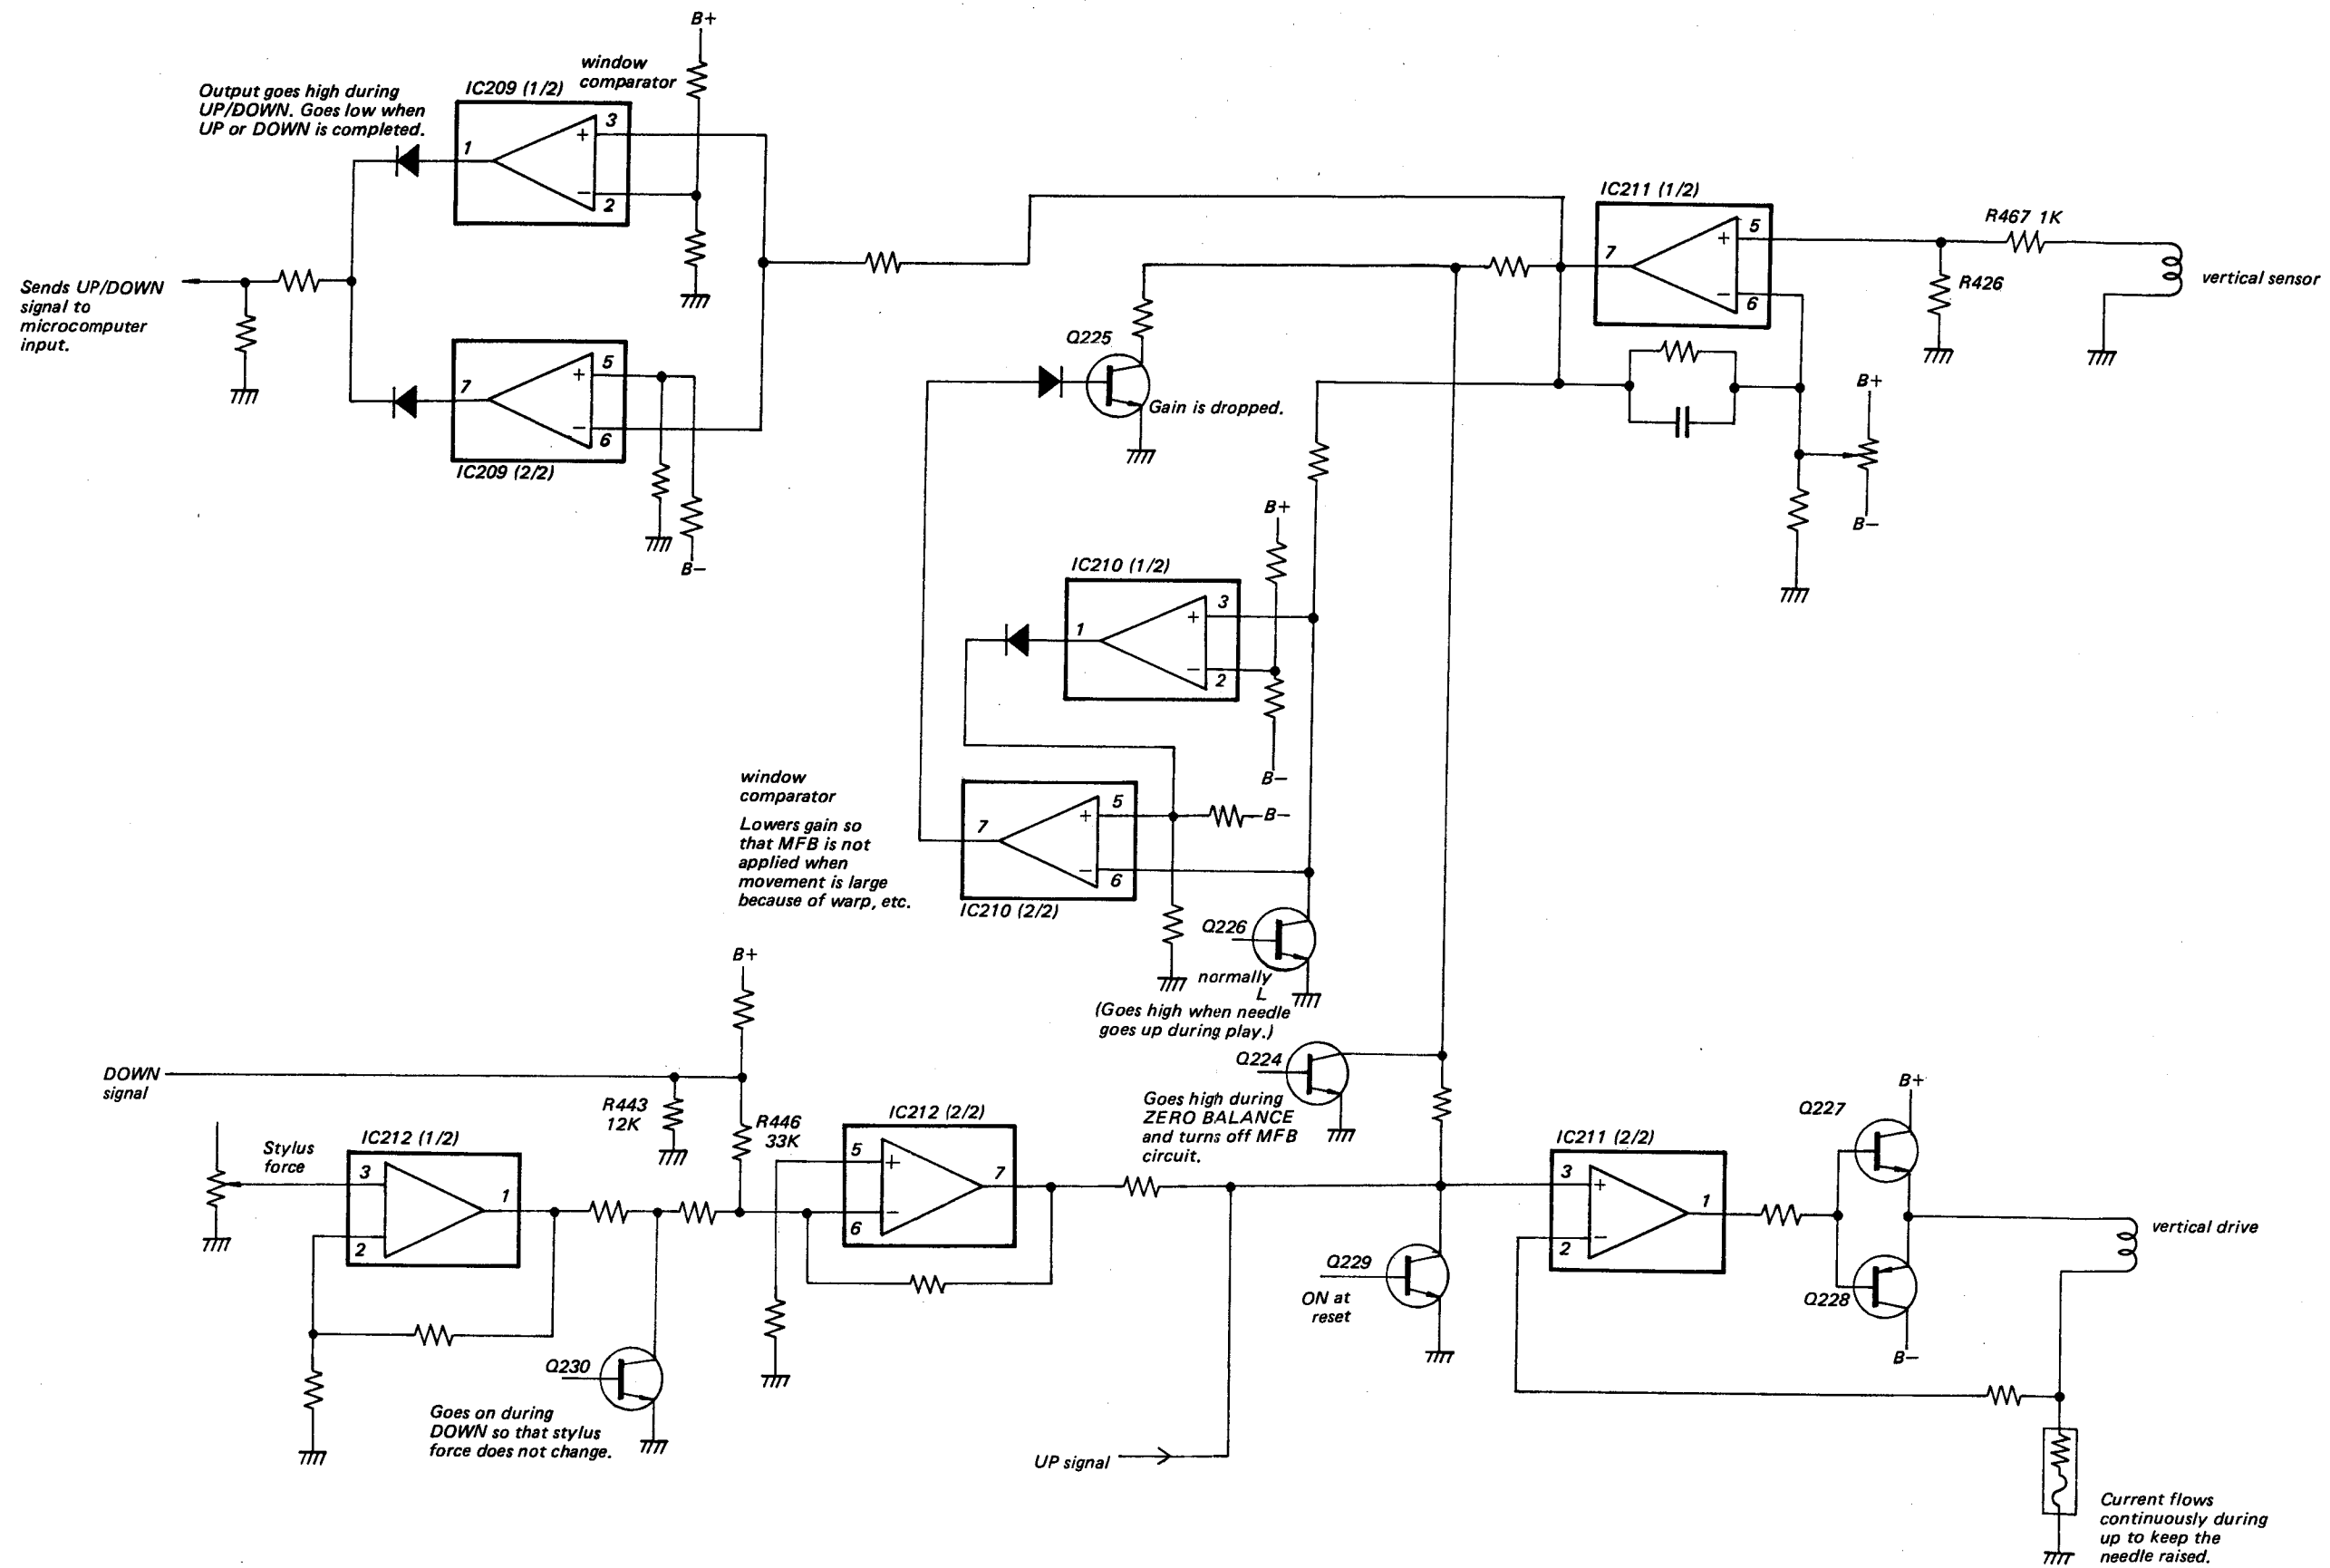 B+
window
comparator
Output goes high during
UP/DOWN. Goes low when
UP or DOWN is completed.
IC209 (1/2)
3
+
1
−
2
Sends UP/DOWN
signal to
microcomputer
input.
5
+
7
−
6
IC209 (2/2)
B−
IC211 (1/2)
5
+
7
−
6
R467 1K
R426
vertical sensor
B+
B−
Q225
Gain is dropped.
B+
IC210 (1/2)
3
+
1
−
2
B−
window
comparator
Lowers gain so
that MFB is not
applied when
movement is large
because of warp, etc.
5
+
7
−
6
B−
IC210 (2/2)
Q226
normally
L
(Goes high when needle
goes up during play.)
B+
DOWN
signal
R443
12K
R446
33K
Stylus
force
IC212 (1/2)
3
1
2
IC212 (2/2)
5
+
7
−
6
Q224
Goes high during
ZERO BALANCE
and turns off MFB
circuit.
Q229
ON at
reset
Q230
Goes on during
DOWN so that stylus
force does not change.
UP signal
IC211 (2/2)
3
+
1
−
2
B+
Q227
Q228
B−
vertical drive
Current flows
continuously during
up to keep the
needle raised.